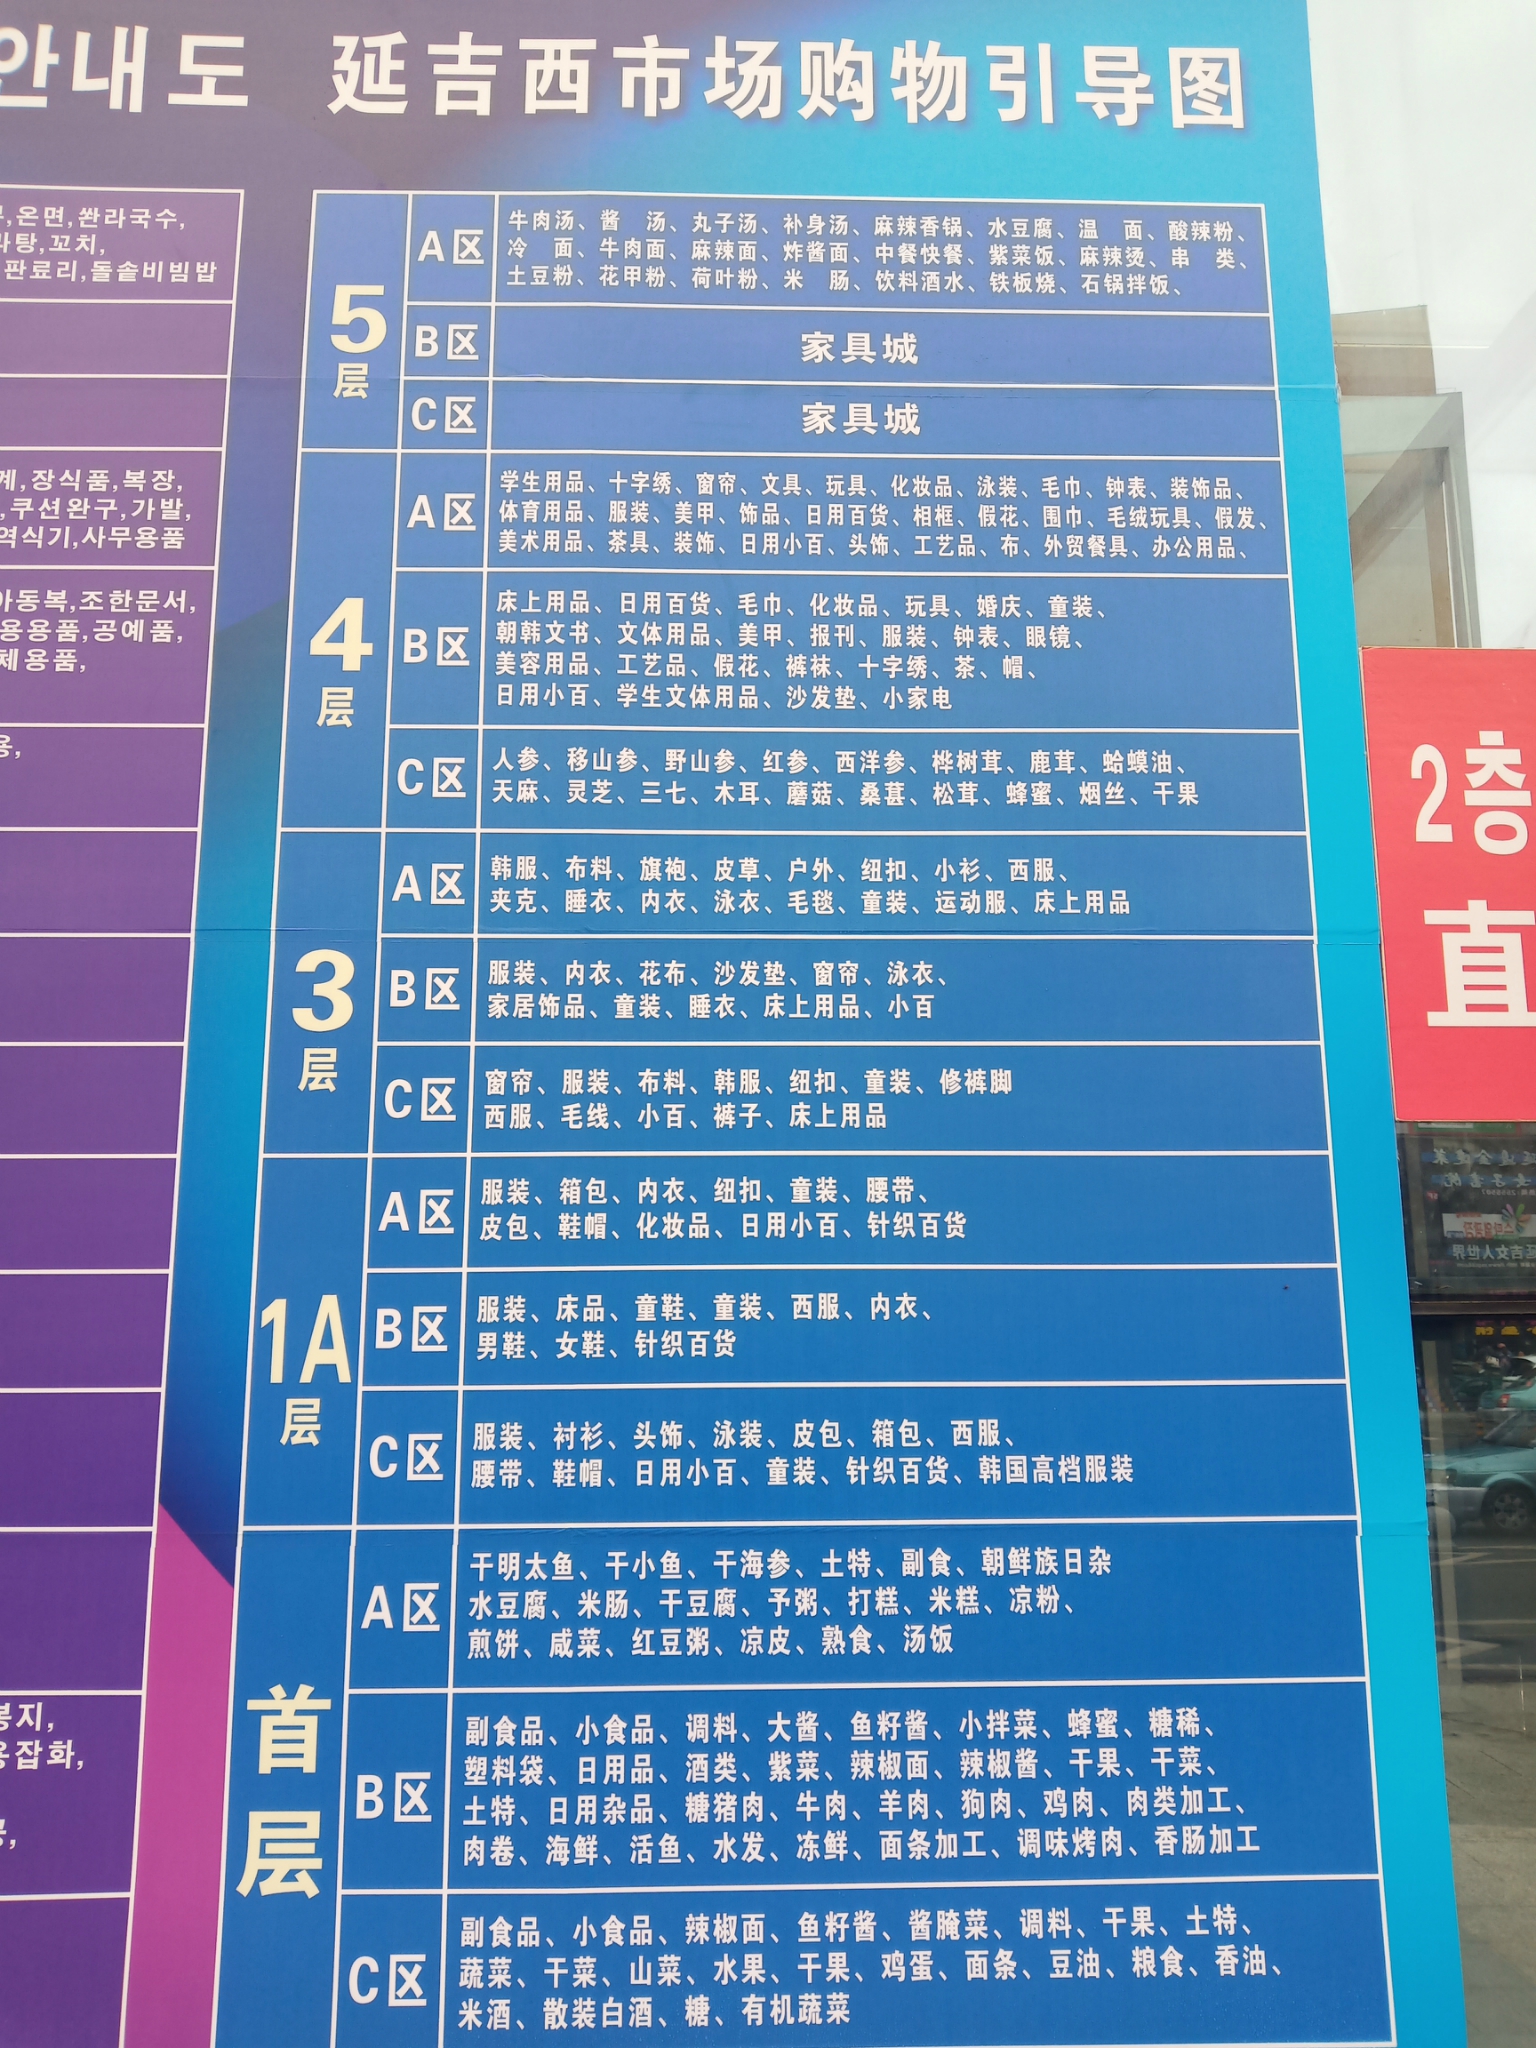 안내도 延吉西市场购物引导图
온면,쏸라국수,
꼬치,
판료리,돌솥비빔밥
장식품,복장,
쿠션완구,가발,
역식기,사무용품
아동복,조한문서,
용용품,공예품,
체용품,
용,
봉지,
용잡화,
5层
A区
牛肉汤、酱 汤、丸子汤、补身汤、麻辣香锅、水豆腐、温 面、酸辣粉、
冷 面、牛肉面、麻辣面、炸酱面、中餐快餐、紫菜饭、麻辣烫、串 类、
土豆粉、花甲粉、荷叶粉、米 肠、饮料酒水、铁板烧、石锅拌饭、
B区
家具城
C区
家具城
4层
A区
学生用品、十字绣、窗帘、文具、玩具、化妆品、泳装、毛巾、钟表、装饰品、
体育用品、服装、美甲、饰品、日用百货、相框、假花、围巾、毛绒玩具、假发、
美术用品、茶具、装饰、日用小百、头饰、工艺品、布、外贸餐具、办公用品、
B区
床上用品、日用百货、毛巾、化妆品、玩具、婚庆、童装、
朝韩文书、文体用品、美甲、报刊、服装、钟表、眼镜、
美容用品、工艺品、假花、裤袜、十字绣、茶、帽、
日用小百、学生文体用品、沙发垫、小家电
C区
人参、移山参、野山参、红参、西洋参、桦树茸、鹿茸、蛤蟆油、
天麻、灵芝、三七、木耳、蘑菇、桑葚、松茸、蜂蜜、烟丝、干果
3层
A区
韩服、布料、旗袍、皮草、户外、纽扣、小衫、西服、
夹克、睡衣、内衣、泳衣、毛毯、童装、运动服、床上用品
B区
服装、内衣、花布、沙发垫、窗帘、泳衣、
家居饰品、童装、睡衣、床上用品、小百
C区
窗帘、服装、布料、韩服、纽扣、童装、修裤脚
西服、毛线、小百、裤子、床上用品
1A层
A区
服装、箱包、内衣、纽扣、童装、腰带、
皮包、鞋帽、化妆品、日用小百、针织百货
B区
服装、床品、童鞋、童装、西服、内衣、
男鞋、女鞋、针织百货
C区
服装、衬衫、头饰、泳装、皮包、箱包、西服、
腰带、鞋帽、日用小百、童装、针织百货、韩国高档服装
首层
A区
干明太鱼、干小鱼、干海参、土特、副食、朝鲜族日杂
水豆腐、米肠、干豆腐、予粥、打糕、米糕、凉粉、
煎饼、咸菜、红豆粥、凉皮、熟食、汤饭
B区
副食品、小食品、调料、大酱、鱼籽酱、小拌菜、蜂蜜、糖稀、
塑料袋、日用品、酒类、紫菜、辣椒面、辣椒酱、干果、干菜、
土特、日用杂品、糖猪肉、牛肉、羊肉、狗肉、鸡肉、肉类加工、
肉卷、海鲜、活鱼、水发、冻鲜、面条加工、调味烤肉、香肠加工
C区
副食品、小食品、辣椒面、鱼籽酱、酱腌菜、调料、干果、土特、
蔬菜、干菜、山菜、水果、干果、鸡蛋、面条、豆油、粮食、香油、
米酒、散装白酒、糖、有机蔬菜
2층
直